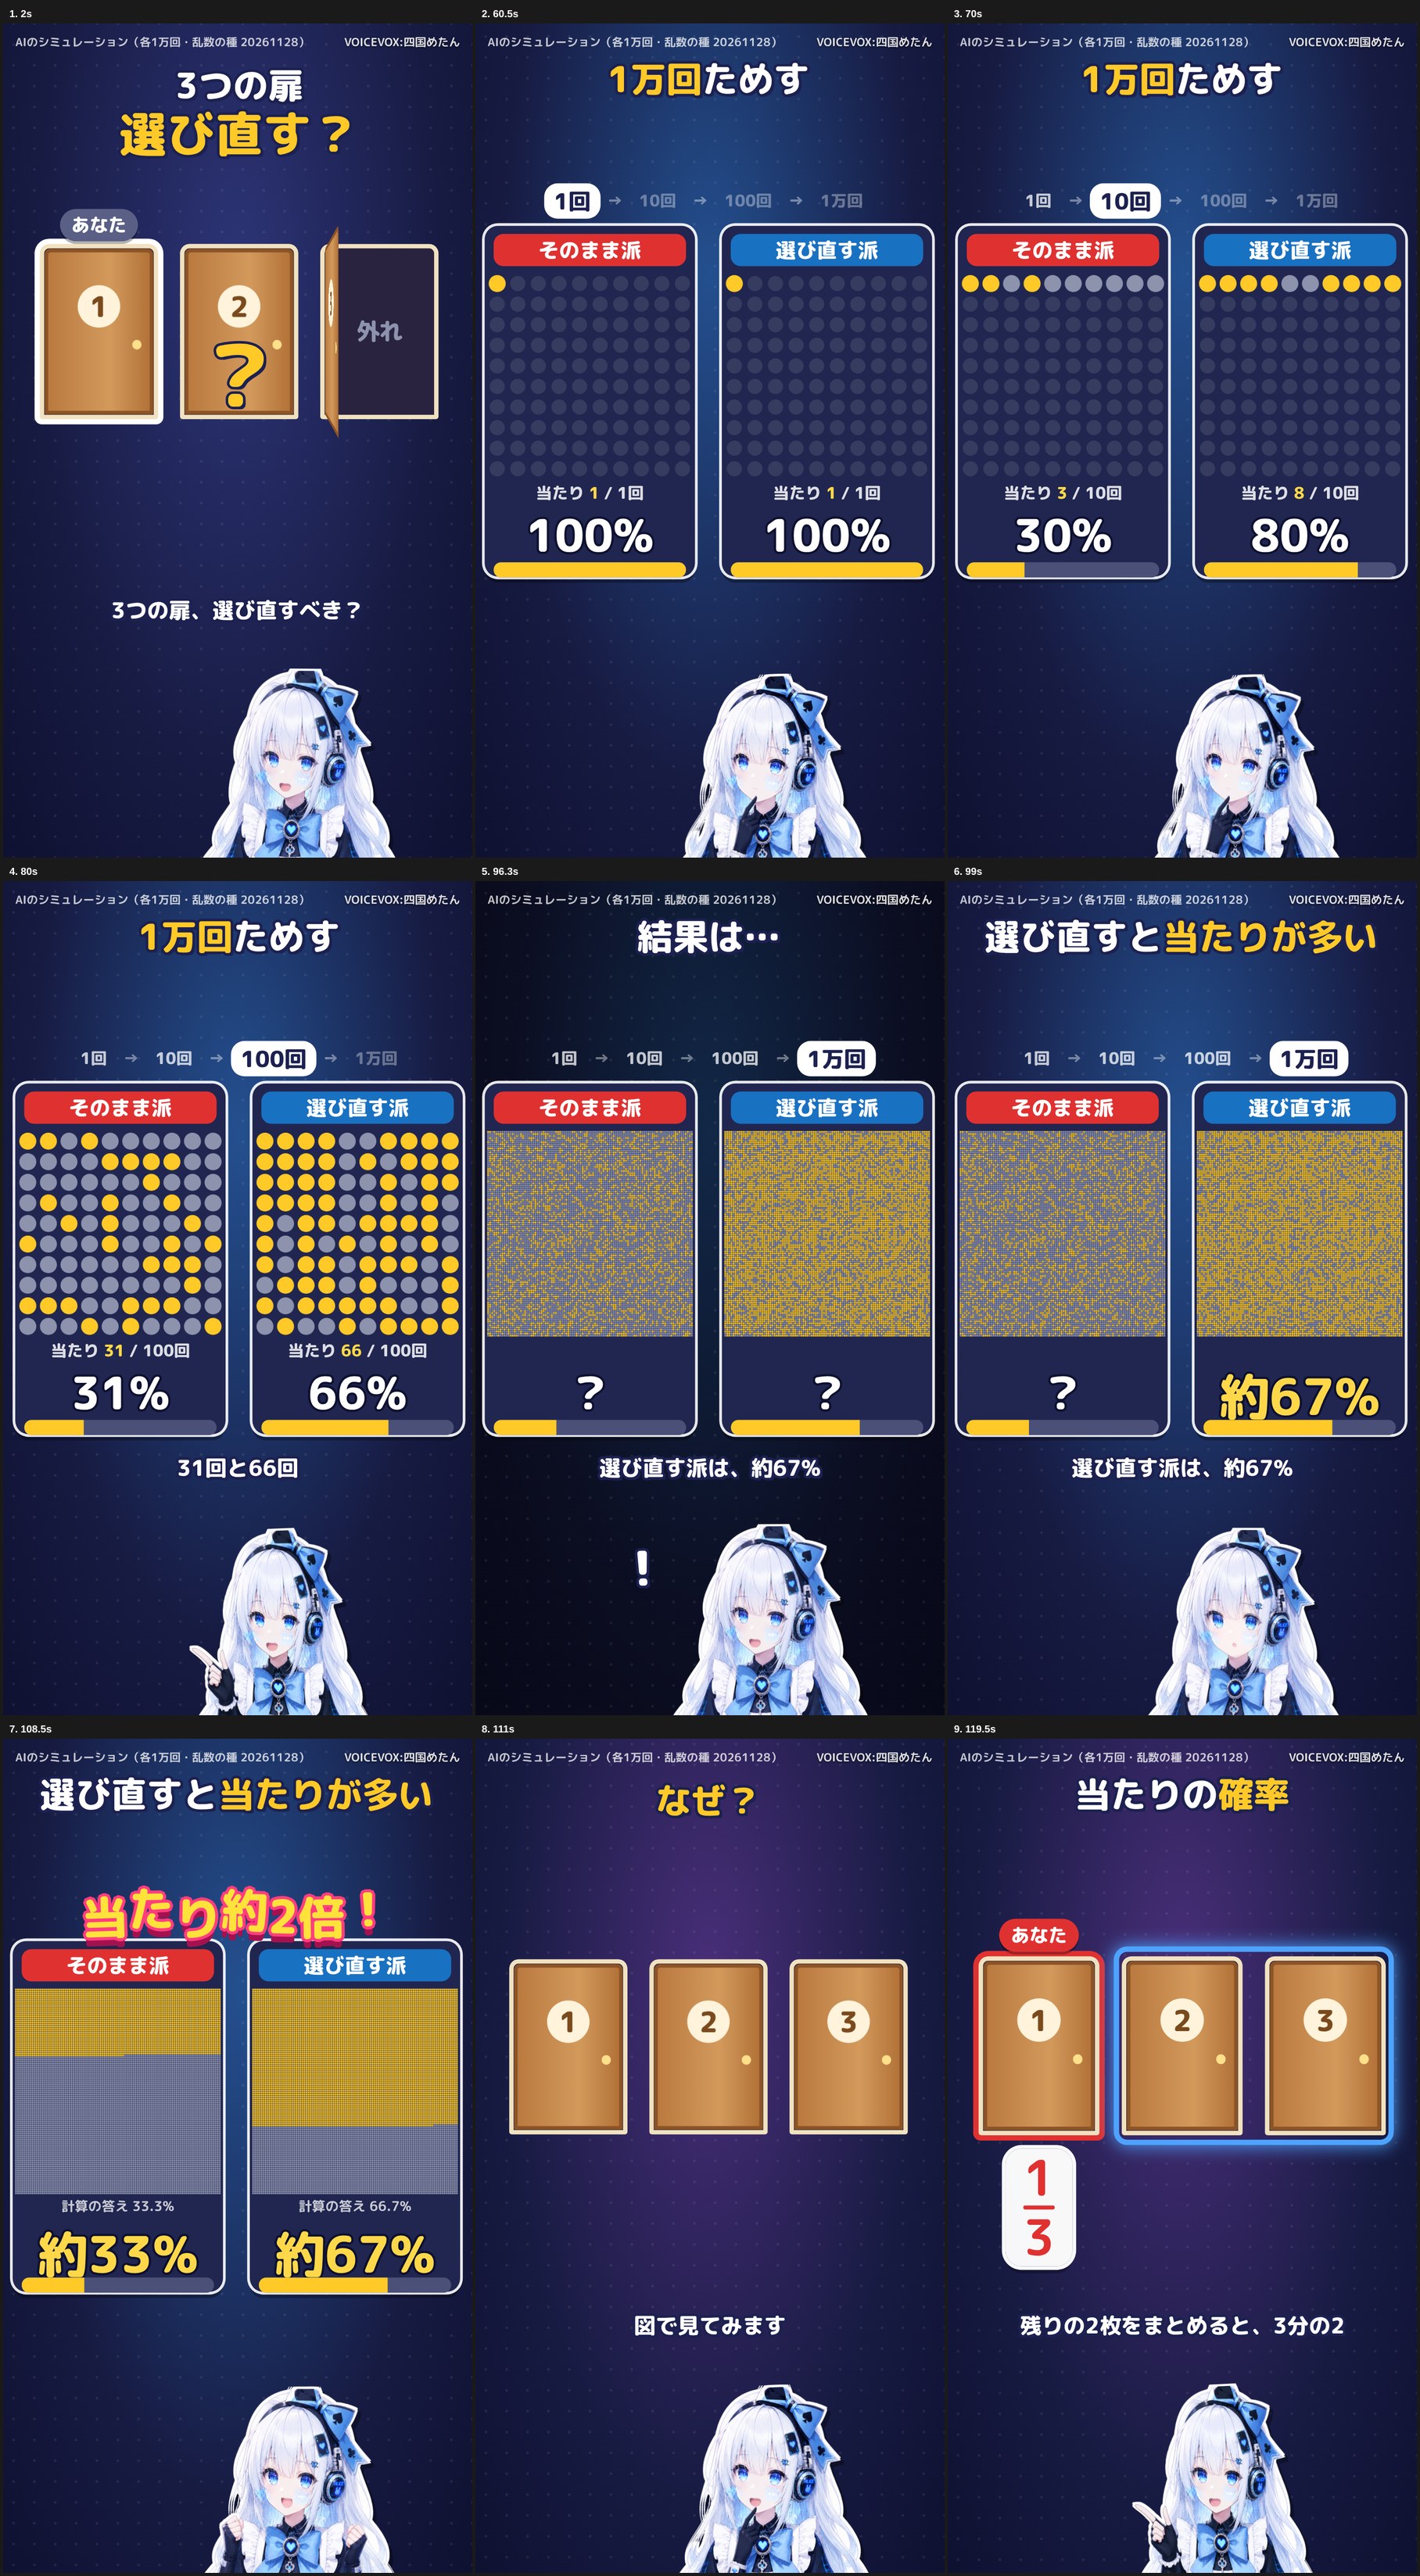 1. 2s
AIのシミュレーション（各1万回・乱数の種 20261128）
VOICEVOX:四国めたん
3つの扉
選び直す？
あなた
1
2
?
外れ
3つの扉、選び直すべき？
2. 60.5s
AIのシミュレーション（各1万回・乱数の種 20261128）
VOICEVOX:四国めたん
1万回ためす
1回 → 10回 → 100回 → 1万回
そのまま派
当たり 1 / 1回
100%
選び直す派
当たり 1 / 1回
100%
3. 70s
AIのシミュレーション（各1万回・乱数の種 20261128）
VOICEVOX:四国めたん
1万回ためす
1回 → 10回 → 100回 → 1万回
そのまま派
当たり 3 / 10回
30%
選び直す派
当たり 8 / 10回
80%
4. 80s
AIのシミュレーション（各1万回・乱数の種 20261128）
VOICEVOX:四国めたん
1万回ためす
1回 → 10回 → 100回 → 1万回
そのまま派
当たり 31 / 100回
31%
選び直す派
当たり 66 / 100回
66%
31回と66回
5. 96.3s
AIのシミュレーション（各1万回・乱数の種 20261128）
VOICEVOX:四国めたん
結果は…
1回 → 10回 → 100回 → 1万回
そのまま派
?
選び直す派
?
選び直す派は、約67%
!
6. 99s
AIのシミュレーション（各1万回・乱数の種 20261128）
VOICEVOX:四国めたん
選び直すと当たりが多い
1回 → 10回 → 100回 → 1万回
そのまま派
?
選び直す派
約67%
選び直す派は、約67%
7. 108.5s
AIのシミュレーション（各1万回・乱数の種 20261128）
VOICEVOX:四国めたん
選び直すと当たりが多い
当たり約2倍！
そのまま派
計算の答え 33.3%
約33%
選び直す派
計算の答え 66.7%
約67%
8. 111s
AIのシミュレーション（各1万回・乱数の種 20261128）
VOICEVOX:四国めたん
なぜ？
1
2
3
図で見てみます
9. 119.5s
AIのシミュレーション（各1万回・乱数の種 20261128）
VOICEVOX:四国めたん
当たりの確率
あなた
1
2
3
1
3
残りの2枚をまとめると、3分の2